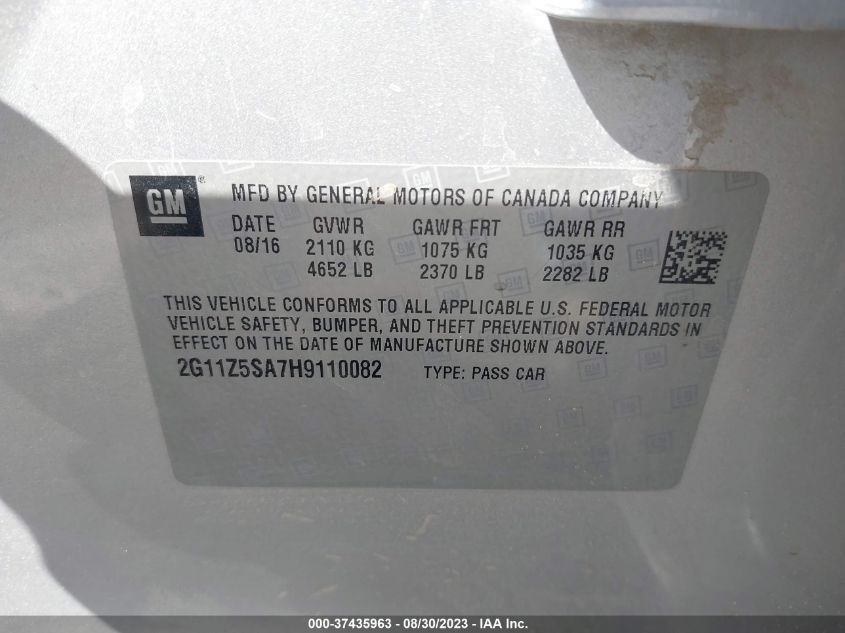 GM® MFD BY GENERAL MOTORS OF CANADA COMPANY
DATE GVWR GAWR FRT GAWR RR
08/16 2110 KG 1075 KG 1035 KG
4652 LB 2370 LB 2282 LB
THIS VEHICLE CONFORMS TO ALL APPLICABLE U.S. FEDERAL MOTOR
VEHICLE SAFETY, BUMPER, AND THEFT PREVENTION STANDARDS IN
EFFECT ON THE DATE OF MANUFACTURE SHOWN ABOVE.
2G11Z5SA7H9110082 TYPE: PASS CAR
000-37435963 - 08/30/2023 - IAA Inc.